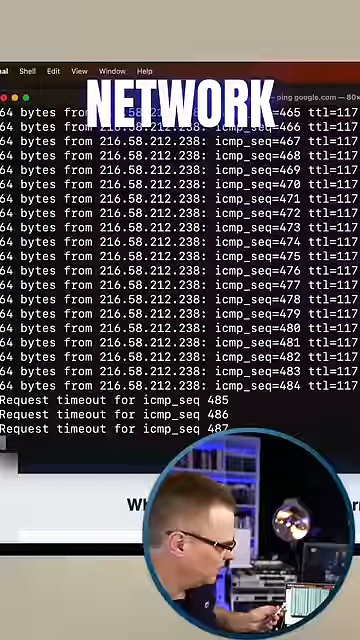 Shell Edit View Window Help
ping google.com — 80
NETWORK
64 bytes from 216.58.212.238: icmp_seq=465 ttl=117
64 bytes from 216.58.212.238: icmp_seq=466 ttl=117
64 bytes from 216.58.212.238: icmp_seq=467 ttl=117
64 bytes from 216.58.212.238: icmp_seq=468 ttl=117
64 bytes from 216.58.212.238: icmp_seq=469 ttl=117
64 bytes from 216.58.212.238: icmp_seq=470 ttl=117
64 bytes from 216.58.212.238: icmp_seq=471 ttl=117
64 bytes from 216.58.212.238: icmp_seq=472 ttl=117
64 bytes from 216.58.212.238: icmp_seq=473 ttl=117
64 bytes from 216.58.212.238: icmp_seq=474 ttl=117
64 bytes from 216.58.212.238: icmp_seq=475 ttl=117
64 bytes from 216.58.212.238: icmp_seq=476 ttl=117
64 bytes from 216.58.212.238: icmp_seq=477 ttl=117
64 bytes from 216.58.212.238: icmp_seq=478 ttl=117
64 bytes from 216.58.212.238: icmp_seq=479 ttl=117
64 bytes from 216.58.212.238: icmp_seq=480 ttl=117
64 bytes from 216.58.212.238: icmp_seq=481 ttl=117
64 bytes from 216.58.212.238: icmp_seq=482 ttl=117
64 bytes from 216.58.212.238: icmp_seq=483 ttl=117
64 bytes from 216.58.212.238: icmp_seq=484 ttl=117
Request timeout for icmp_seq 485
Request timeout for icmp_seq 486
Request timeout for icmp_seq 487